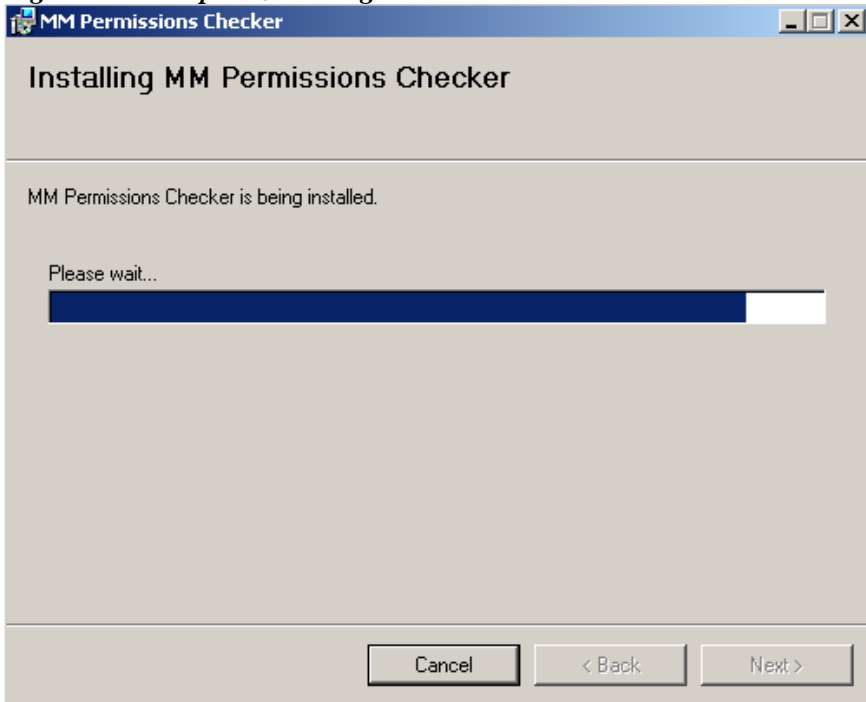 MM Permissions Checker
Installing MM Permissions Checker
MM Permissions Checker is being installed.
Please wait...
Cancel
< Back
Next >